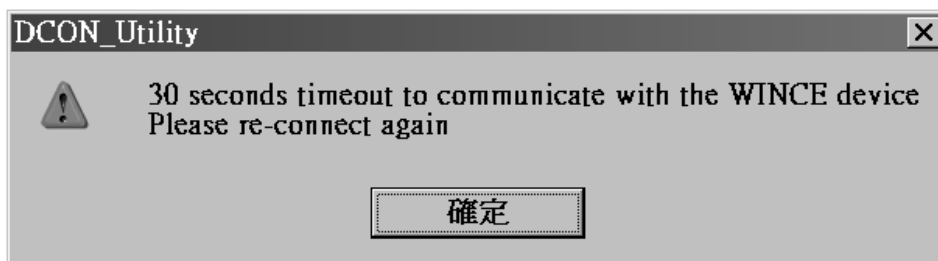 DCON_Utility
30 seconds timeout to communicate with the WINCE device
Please re-connect again
確定